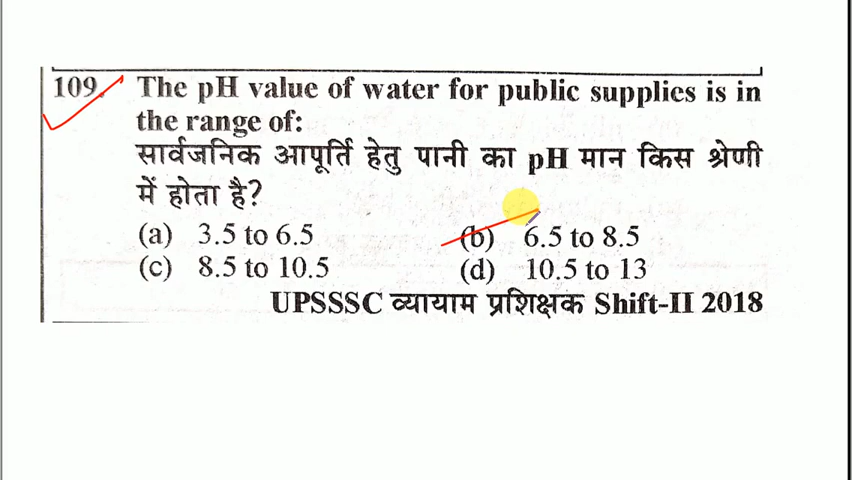 109. The pH value of water for public supplies is in
the range of:
सार्वजनिक आपूर्ति हेतु पानी का pH मान किस श्रेणी
में होता है?
(a) 3.5 to 6.5 (b) 6.5 to 8.5
(c) 8.5 to 10.5 (d) 10.5 to 13
UPSSSC व्यायाम प्रशिक्षक Shift-II 2018